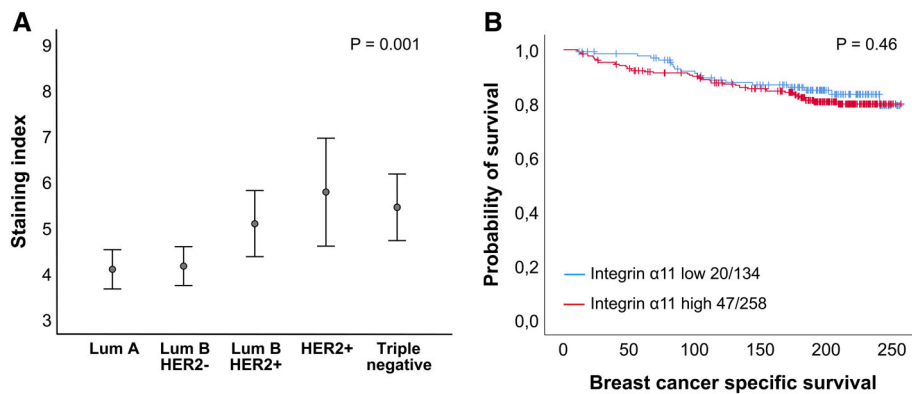 A
P = 0.001
9
8
7
6
5
4
3
Staining index
Lum A
Lum B
HER2-
Lum B
HER2+
HER2+
Triple
negative
B
P = 0.46
1,0
0,8
0,6
0,4
0,2
0,0
Probability of survival
Integrin α11 low 20/134
Integrin α11 high 47/258
0 50 100 150 200 250
Breast cancer specific survival